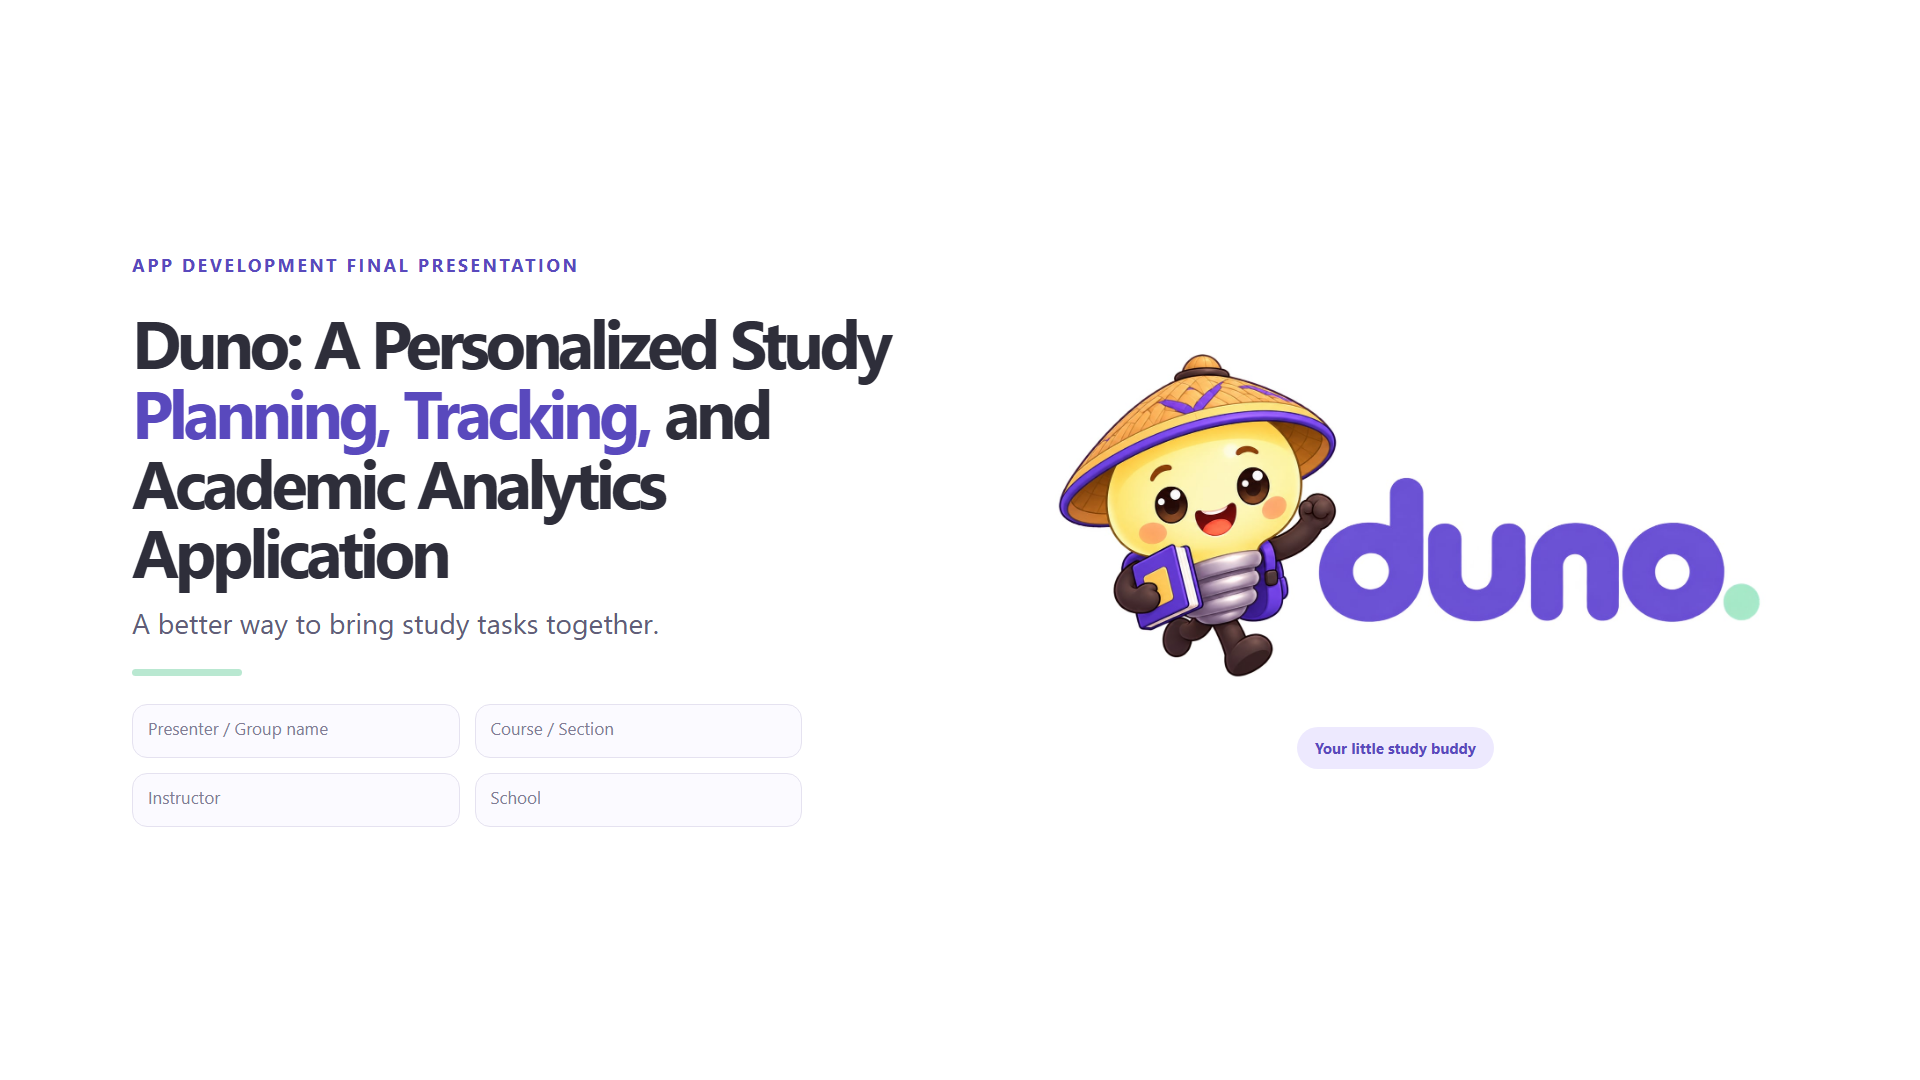 APP DEVELOPMENT FINAL PRESENTATION
Duno: A Personalized Study
Planning, Tracking, and
Academic Analytics
Application
A better way to bring study tasks together.
Presenter / Group name
Course / Section
Instructor
School
duno.
Your little study buddy